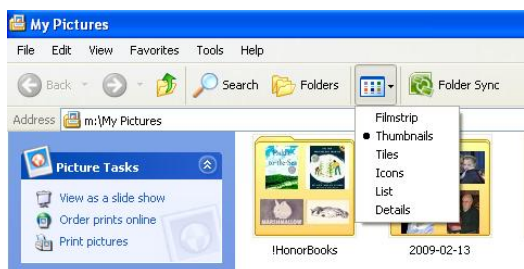 My Pictures
File Edit View Favorites Tools Help
Back Search Folders Folder Sync
Address m:\My Pictures
Filmstrip
Thumbnails
Tiles
Icons
List
Details
Picture Tasks
View as a slide show
Order prints online
Print pictures
MARSHMALLOW
!HonorBooks
2009-02-13